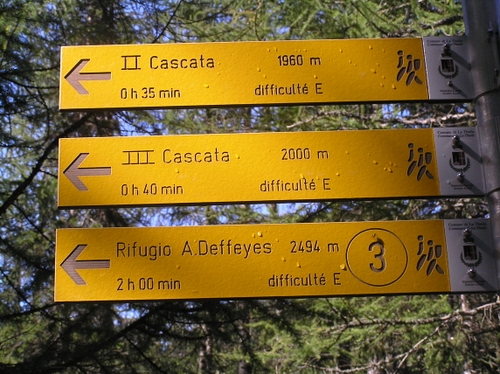 II Cascata 1960 m
0 h 35 min difficulté E
III Cascata 2000 m
0 h 40 min difficulté E
Rifugio A.Deffeyes 2494 m 3
2 h 00 min difficulté E